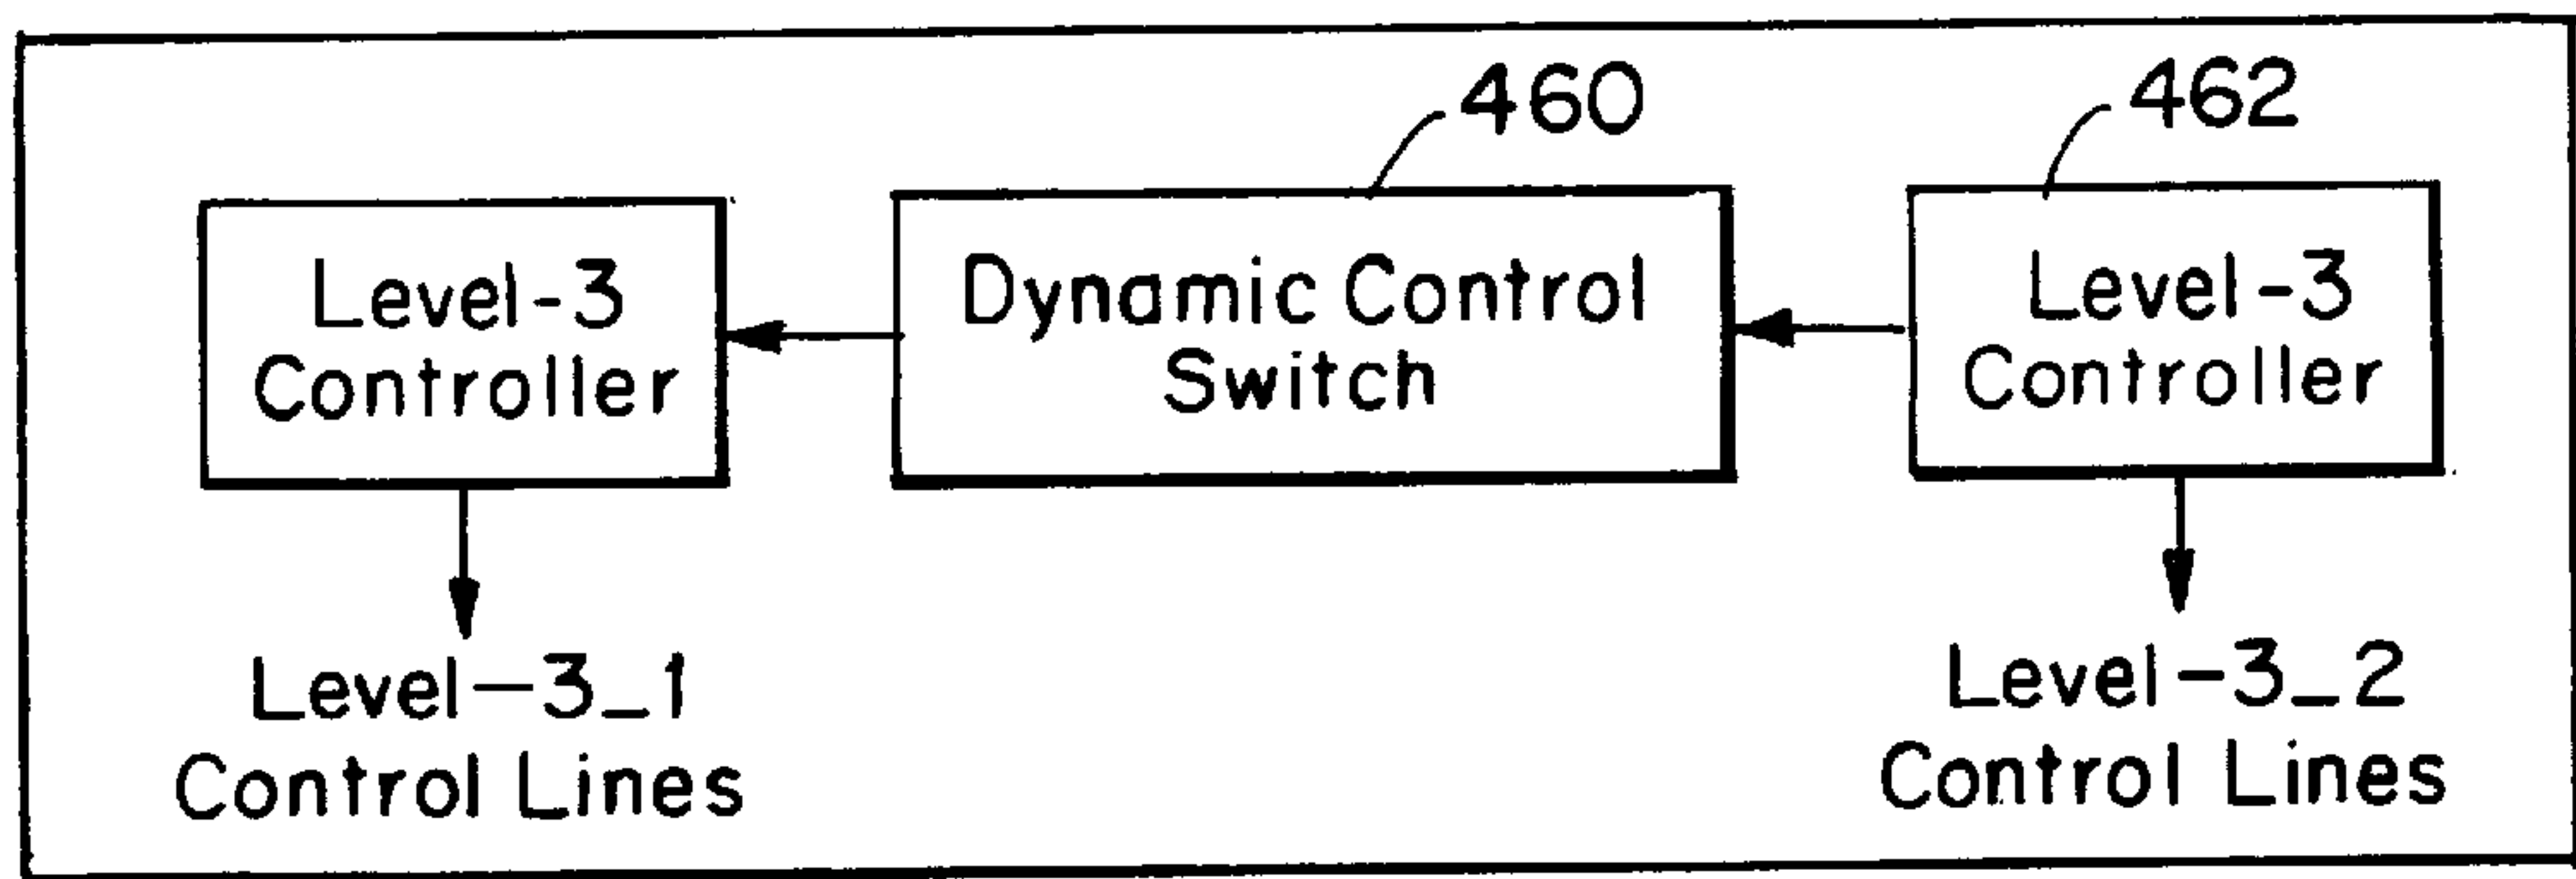 460
462
Level-3
Controller
Dynamic Control
Switch
Level-3
Controller
Level-3_1
Control Lines
Level-3_2
Control Lines